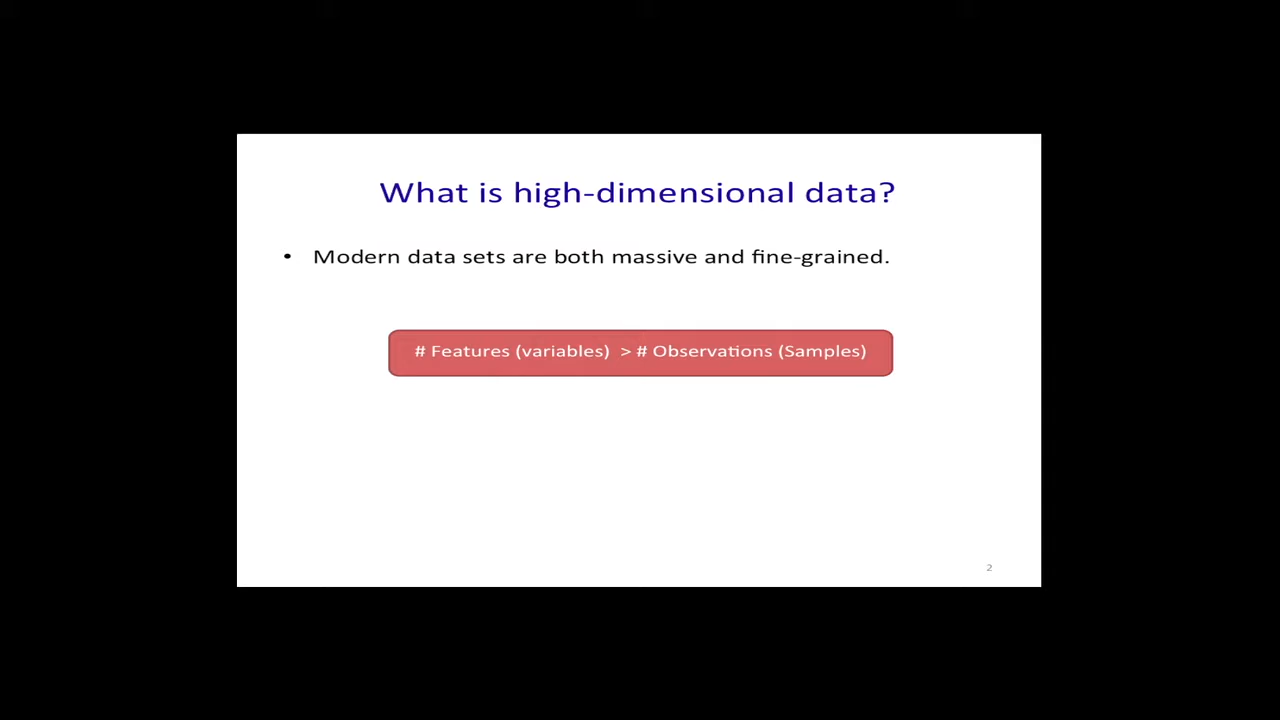 What is high-dimensional data?
• Modern data sets are both massive and fine-grained.
# Features (variables) > # Observations (Samples)
2